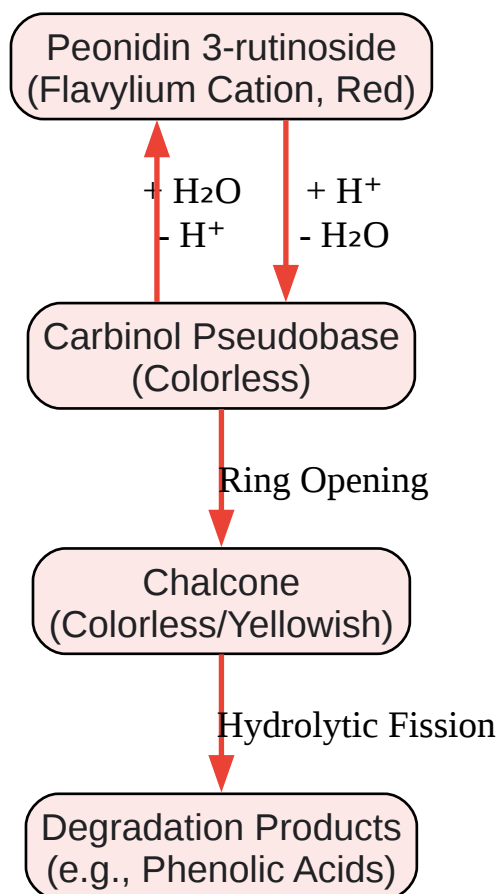 Peonidin 3-rutinoside
(Flavylium Cation, Red)
+ H₂O
- H⁺
+ H⁺
- H₂O
Carbinol Pseudobase
(Colorless)
Ring Opening
Chalcone
(Colorless/Yellowish)
Hydrolytic Fission
Degradation Products
(e.g., Phenolic Acids)